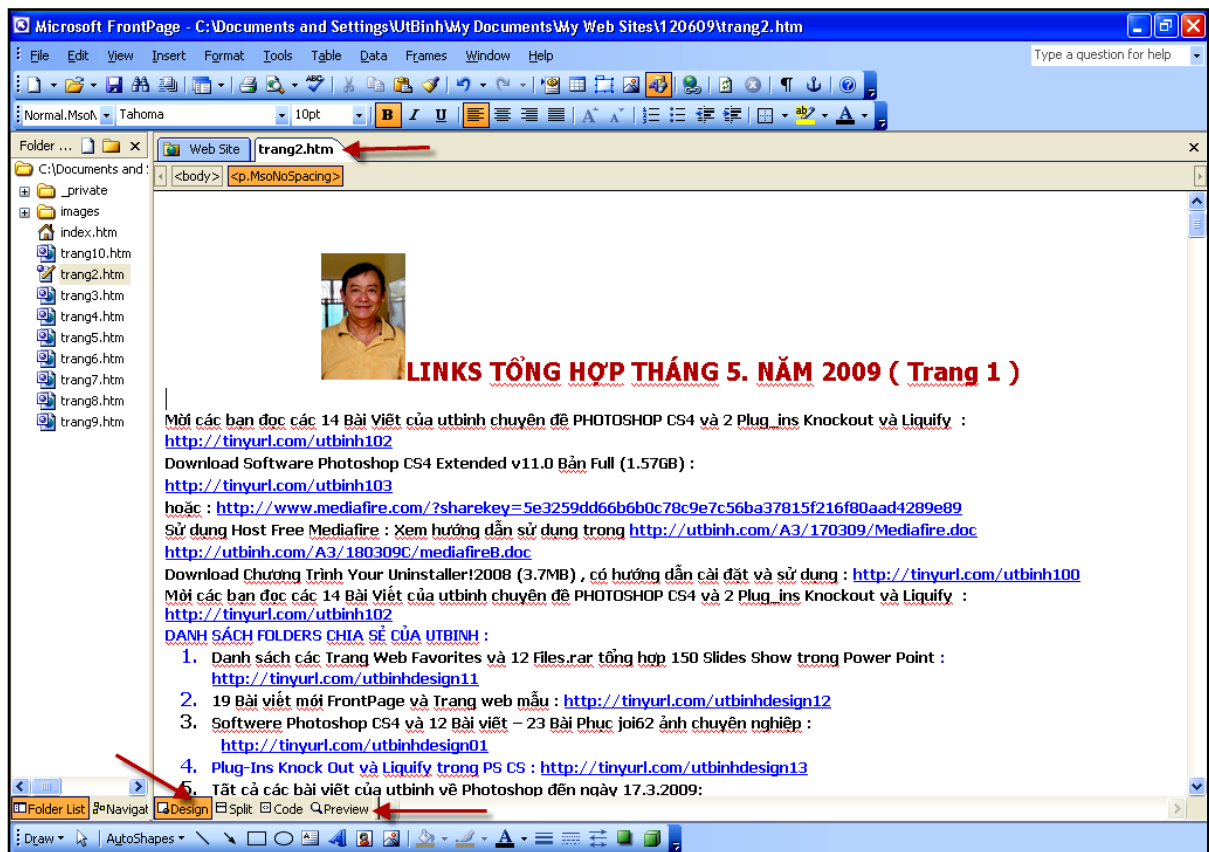 Microsoft FrontPage - C:\Documents and Settings\UtBinh\My Documents\My Web Sites\120609\trang2.htm
File Edit View Insert Format Tools Table Data Frames Window Help Type a question for help
Normal.MsoN Tahoma 10pt B I U A A A
Folder ... Web Site trang2.htm
C:\Documents and <body> <p.MsoNoSpacing>
_private
images
index.htm
trang10.htm
trang2.htm
trang3.htm
trang4.htm
trang5.htm
trang6.htm
trang7.htm
trang8.htm
trang9.htm
LINKS TỔNG HỢP THÁNG 5. NĂM 2009 ( Trang 1 )
Mời các bạn đọc các 14 Bài Viết của utbinh chuyên đề PHOTOSHOP CS4 và 2 Plug_ins Knockout và Liquify :
http://tinyurl.com/utbinh102
Download Software Photoshop CS4 Extended v11.0 Bản Full (1.57GB) :
http://tinyurl.com/utbinh103
hoặc : http://www.mediafire.com/?sharekey=5e3259dd66b6b0c78c9e7c56ba37815f216f80aad4289e89
Sử dụng Host Free Mediafire : Xem hướng dẫn sử dụng trong http://utbinh.com/A3/170309/Mediafire.doc
http://utbinh.com/A3/180309C/mediafireB.doc
Download Chương Trình Your Uninstaller!2008 (3.7MB) , có hướng dẫn cài đặt và sử dụng : http://tinyurl.com/utbinh100
Mời các bạn đọc các 14 Bài Viết của utbinh chuyên đề PHOTOSHOP CS4 và 2 Plug_ins Knockout và Liquify :
http://tinyurl.com/utbinh102
DANH SÁCH FOLDERS CHIA SẺ CỦA UTBINH :
1. Danh sách các Trang Web Favorites và 12 Files.rar tổng hợp 150 Slides Show trong Power Point :
http://tinyurl.com/utbinhdesign11
2. 19 Bài viết mới FrontPage và Trang web mẫu : http://tinyurl.com/utbinhdesign12
3. Softwere Photoshop CS4 và 12 Bài viết – 23 Bài Phục joi62 ảnh chuyên nghiệp :
http://tinyurl.com/utbinhdesign01
4. Plug-Ins Knock Out và Liquify trong PS CS : http://tinyurl.com/utbinhdesign13
5. Tất cả các bài viết của utbinh về Photoshop đến ngày 17.3.2009:
Folder List Navigat Design Split Code Preview
Draw AutoShapes A